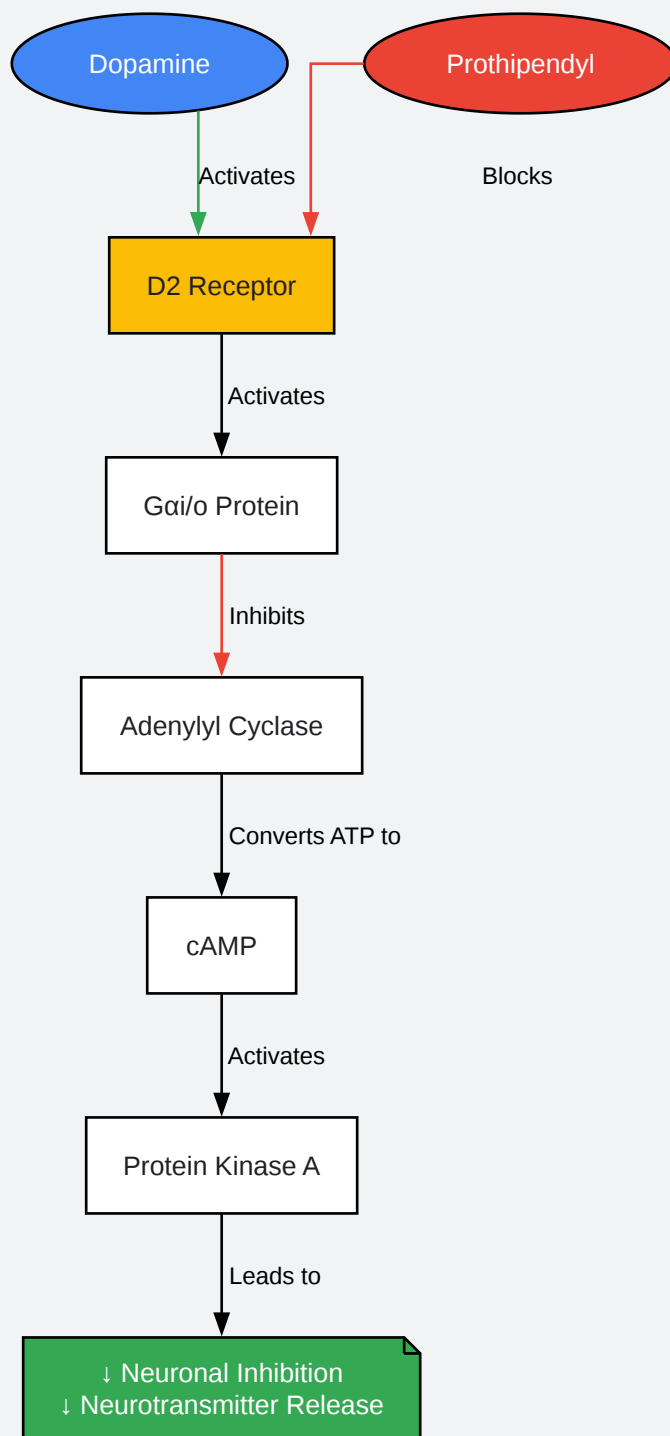 Dopamine
Prothipendyl
Activates
Blocks
D2 Receptor
Activates
Gαi/o Protein
Inhibits
Adenylyl Cyclase
Converts ATP to
cAMP
Activates
Protein Kinase A
Leads to
↓ Neuronal Inhibition
↓ Neurotransmitter Release